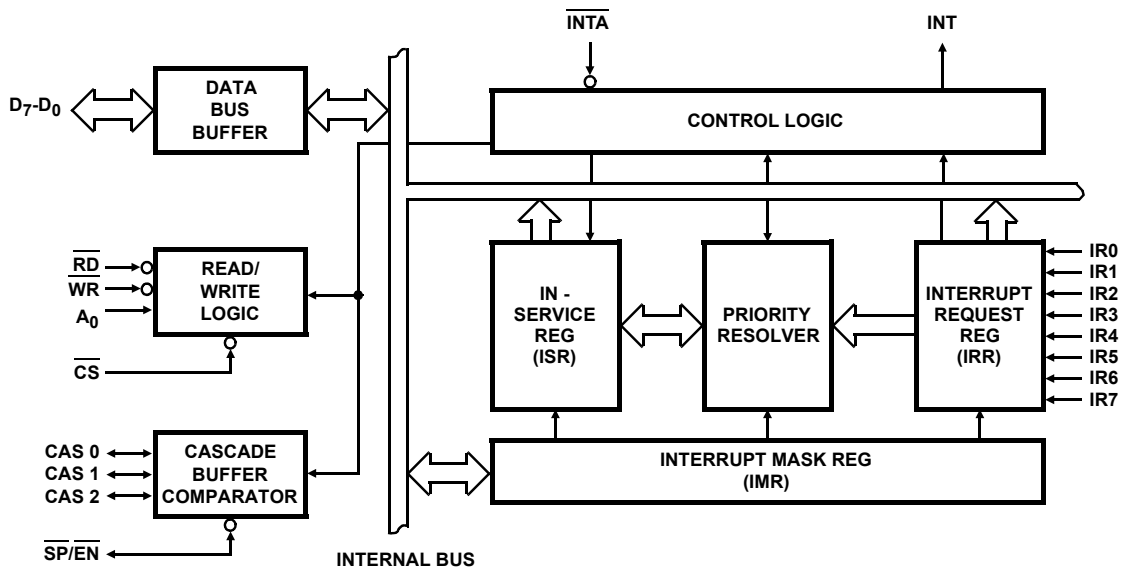 INTA
INT
D7-D0
DATA
BUS
BUFFER
CONTROL LOGIC
RD
WR
A0
CS
READ/
WRITE
LOGIC
IN -
SERVICE
REG
(ISR)
PRIORITY
RESOLVER
INTERRUPT
REQUEST
REG
(IRR)
IR0
IR1
IR2
IR3
IR4
IR5
IR6
IR7
CAS 0
CAS 1
CAS 2
CASCADE
BUFFER
COMPARATOR
INTERRUPT MASK REG
(IMR)
SP/EN
INTERNAL BUS